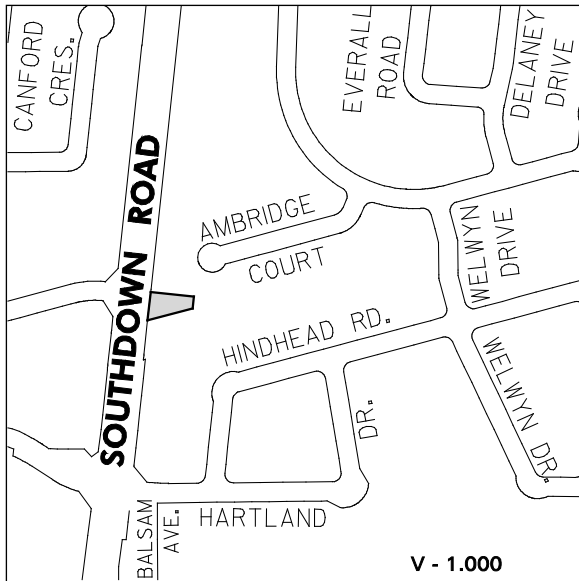 CANFORD
CRES.
EVERALL
ROAD
DELANEY
DRIVE
SOUTHDOWN ROAD
AMBRIDGE
COURT
WELWYN
DRIVE
HINDHEAD RD.
WELWYN DR.
DR.
HARTLAND
BALSAM
AVE.
V - 1.000